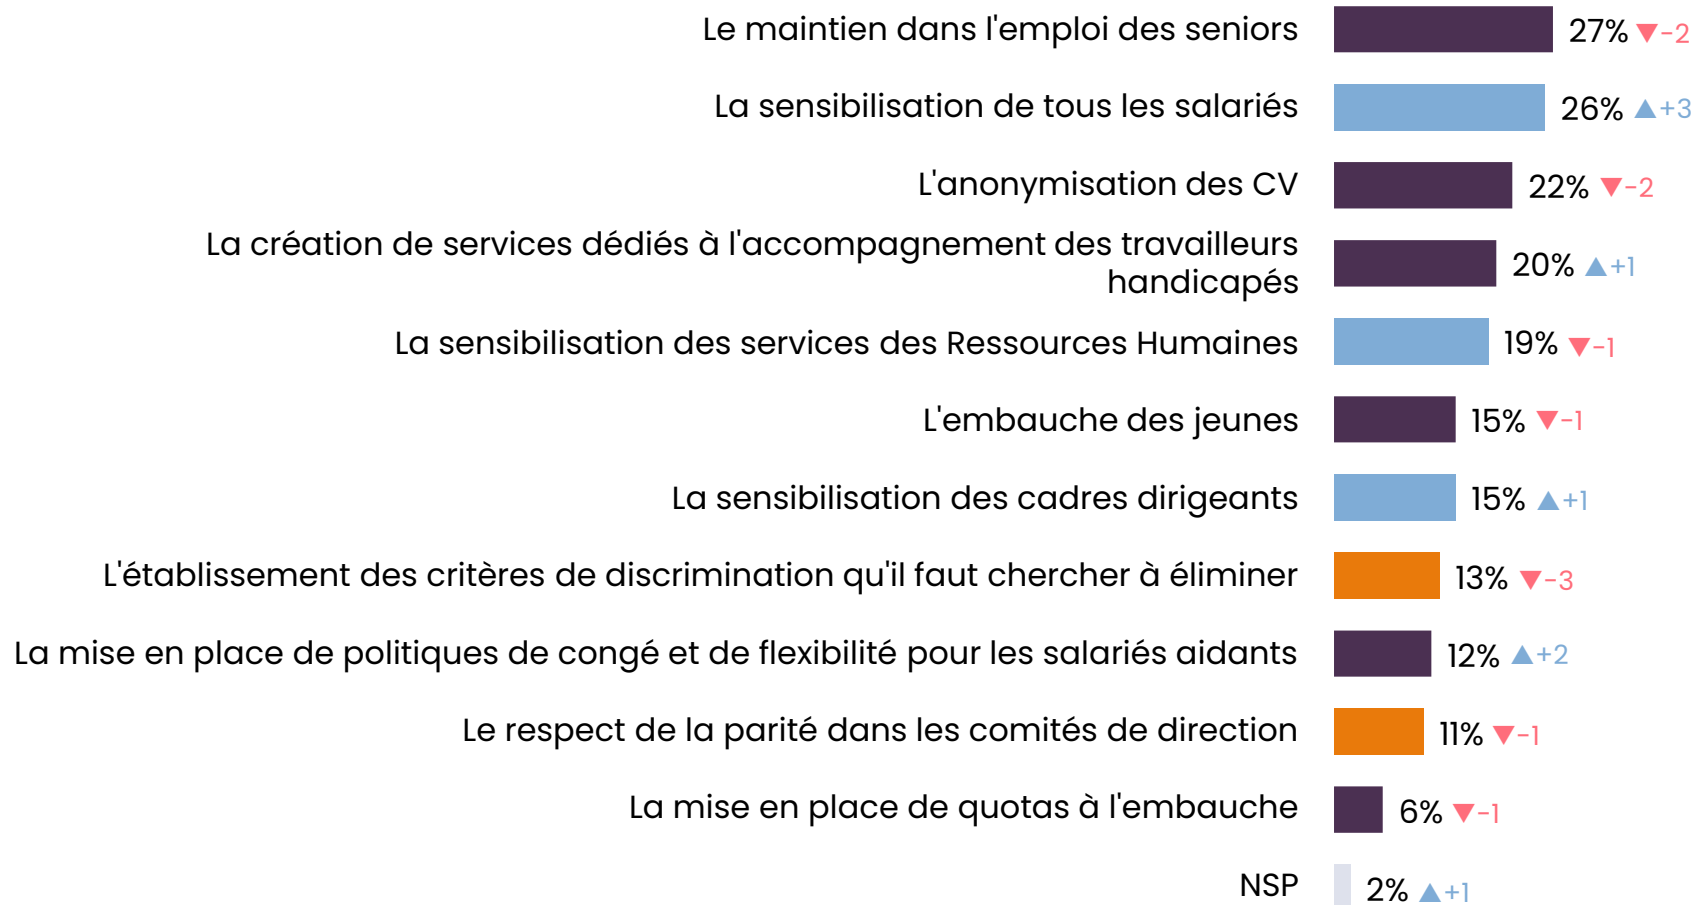 Le maintien dans l'emploi des seniors 27% ▼-2
La sensibilisation de tous les salariés 26% ▲+3
L'anonymisation des CV 22% ▼-2
La création de services dédiés à l'accompagnement des travailleurs
handicapés 20% ▲+1
La sensibilisation des services des Ressources Humaines 19% ▼-1
L'embauche des jeunes 15% ▼-1
La sensibilisation des cadres dirigeants 15% ▲+1
L'établissement des critères de discrimination qu'il faut chercher à éliminer 13% ▼-3
La mise en place de politiques de congé et de flexibilité pour les salariés aidants 12% ▲+2
Le respect de la parité dans les comités de direction 11% ▼-1
La mise en place de quotas à l'embauche 6% ▼-1
NSP 2% ▲+1